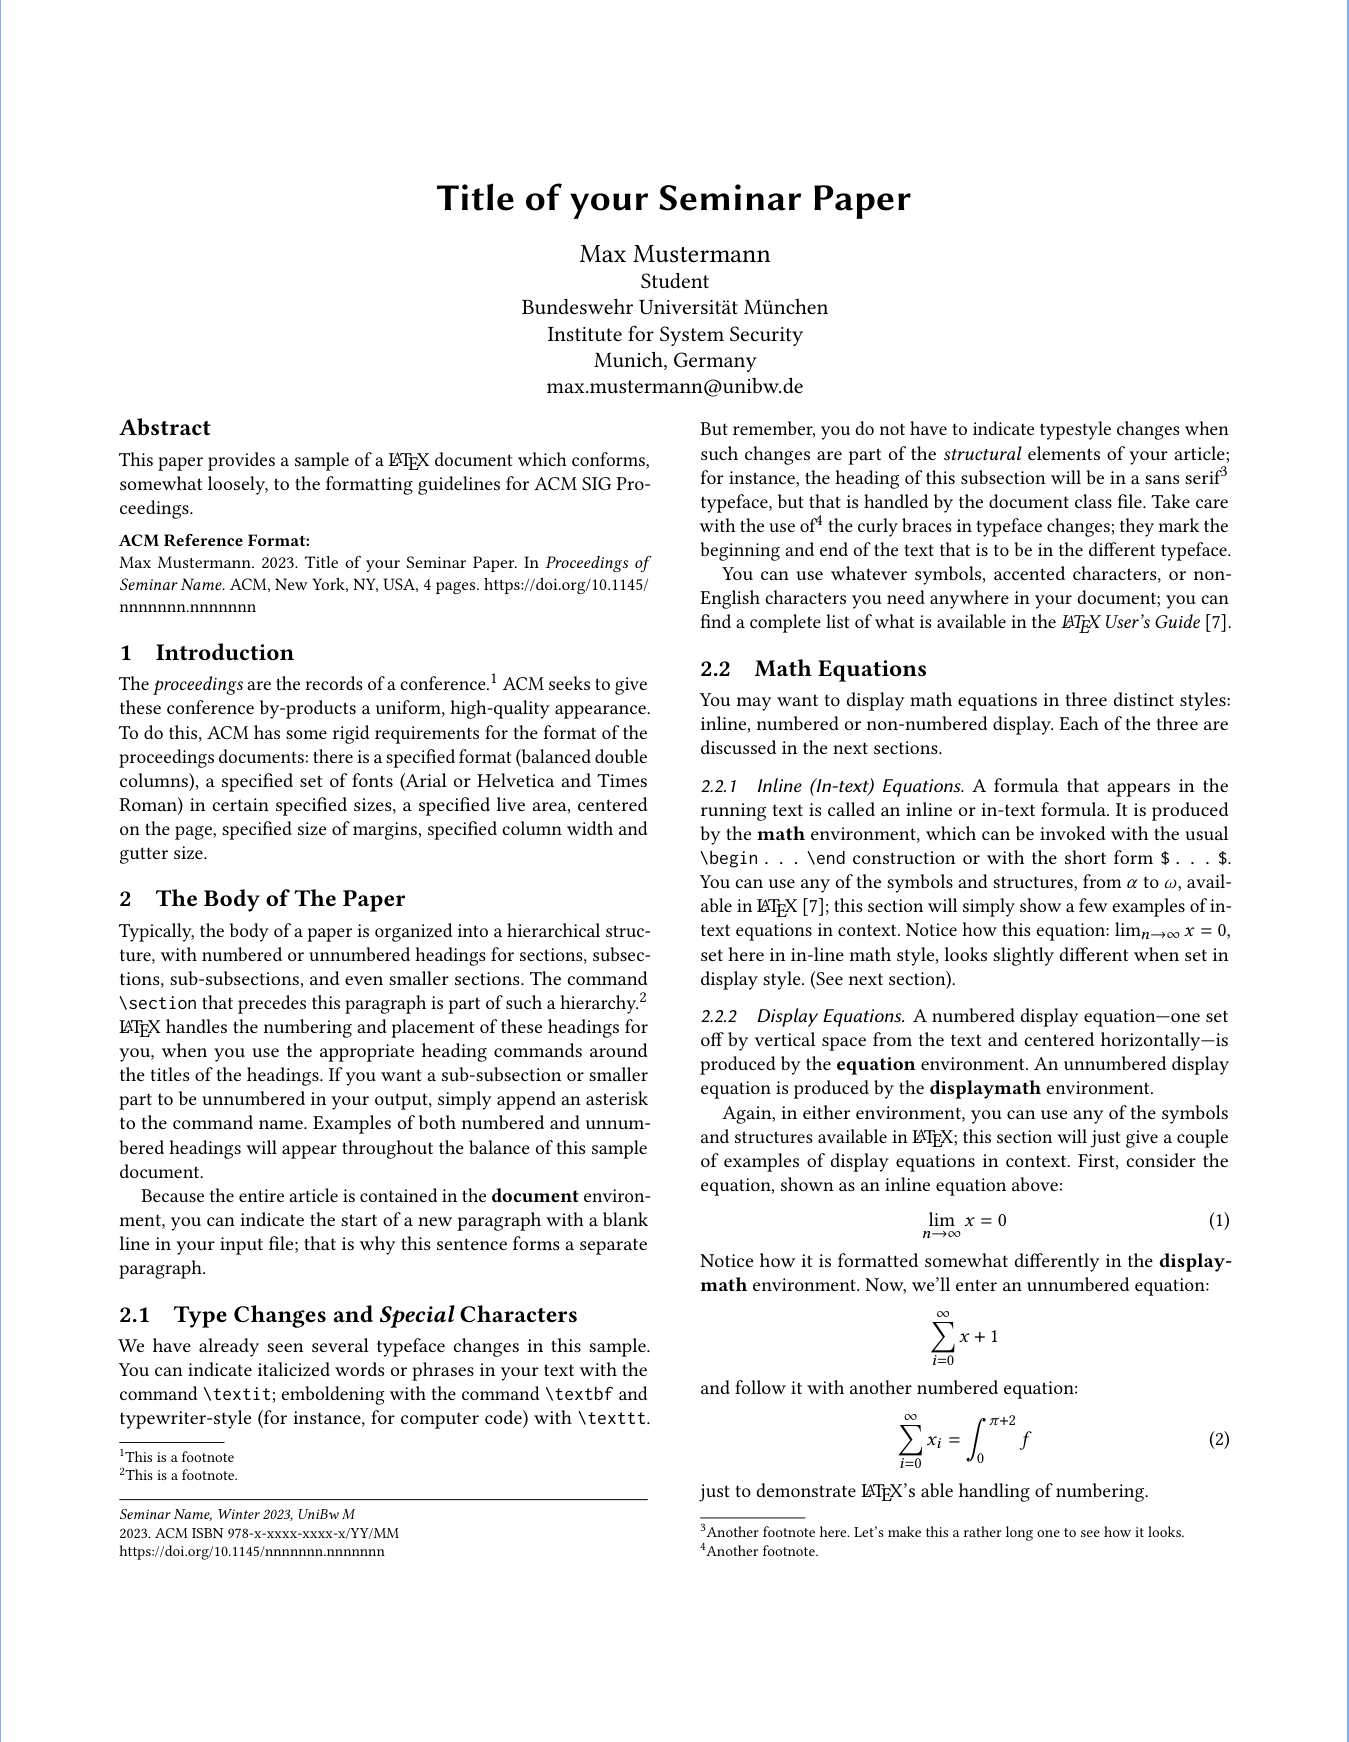 Title of your Seminar Paper
Max Mustermann
Student
Bundeswehr Universität München
Institute for System Security
Munich, Germany
max.mustermann@unibw.de
Abstract
This paper provides a sample of a LATEX document which conforms,
somewhat loosely, to the formatting guidelines for ACM SIG Pro-
ceedings.
ACM Reference Format:
Max Mustermann. 2023. Title of your Seminar Paper. In Proceedings of
Seminar Name. ACM, New York, NY, USA, 4 pages. https://doi.org/10.1145/
nnnnnnn.nnnnnnn
1 Introduction
The proceedings are the records of a conference.1 ACM seeks to give
these conference by-products a uniform, high-quality appearance.
To do this, ACM has some rigid requirements for the format of the
proceedings documents: there is a specified format (balanced double
columns), a specified set of fonts (Arial or Helvetica and Times
Roman) in certain specified sizes, a specified live area, centered
on the page, specified size of margins, specified column width and
gutter size.
2 The Body of The Paper
Typically, the body of a paper is organized into a hierarchical struc-
ture, with numbered or unnumbered headings for sections, subsec-
tions, sub-subsections, and even smaller sections. The command
\section that precedes this paragraph is part of such a hierarchy.2
LATEX handles the numbering and placement of these headings for
you, when you use the appropriate heading commands around
the titles of the headings. If you want a sub-subsection or smaller
part to be unnumbered in your output, simply append an asterisk
to the command name. Examples of both numbered and unnum-
bered headings will appear throughout the balance of this sample
document.
Because the entire article is contained in the document environ-
ment, you can indicate the start of a new paragraph with a blank
line in your input file; that is why this sentence forms a separate
paragraph.
2.1 Type Changes and Special Characters
We have already seen several typeface changes in this sample.
You can indicate italicized words or phrases in your text with the
command \textit; emboldening with the command \textbf and
typewriter-style (for instance, for computer code) with \texttt.
1This is a footnote
2This is a footnote.
Seminar Name, Winter 2023, UniBw M
2023. ACM ISBN 978-x-xxxx-xxxx-x/YY/MM
https://doi.org/10.1145/nnnnnnn.nnnnnnn
But remember, you do not have to indicate typestyle changes when
such changes are part of the structural elements of your article;
for instance, the heading of this subsection will be in a sans serif3
typeface, but that is handled by the document class file. Take care
with the use of4 the curly braces in typeface changes; they mark the
beginning and end of the text that is to be in the different typeface.
You can use whatever symbols, accented characters, or non-
English characters you need anywhere in your document; you can
find a complete list of what is available in the LATEX User's Guide [7].
2.2 Math Equations
You may want to display math equations in three distinct styles:
inline, numbered or non-numbered display. Each of the three are
discussed in the next sections.
2.2.1 Inline (In-text) Equations. A formula that appears in the
running text is called an inline or in-text formula. It is produced
by the math environment, which can be invoked with the usual
\begin . . . \end construction or with the short form $ . . . $.
You can use any of the symbols and structures, from α to ω, avail-
able in LATEX [7]; this section will simply show a few examples of in-
text equations in context. Notice how this equation: lim n→∞ x = 0,
set here in in-line math style, looks slightly different when set in
display style. (See next section).
2.2.2 Display Equations. A numbered display equation—one set
off by vertical space from the text and centered horizontally—is
produced by the equation environment. An unnumbered display
equation is produced by the displaymath environment.
Again, in either environment, you can use any of the symbols
and structures available in LATEX; this section will just give a couple
of examples of display equations in context. First, consider the
equation, shown as an inline equation above:
lim n→∞ x = 0 (1)
Notice how it is formatted somewhat differently in the display-
math environment. Now, we'll enter an unnumbered equation:
∞ ∑ i=0 x + 1
and follow it with another numbered equation:
∞ ∑ i=0 xi = ∫ 0 π+2 f (2)
just to demonstrate LATEX's able handling of numbering.
3Another footnote here. Let's make this a rather long one to see how it looks.
4Another footnote.